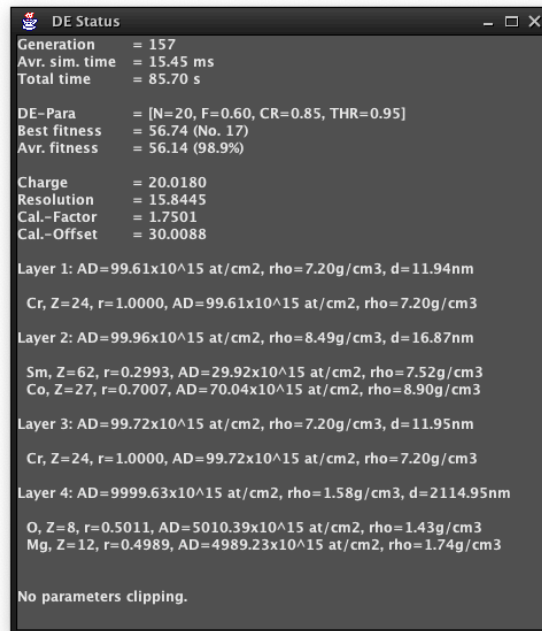 DE Status
Generation = 157
Avr. sim. time = 15.45 ms
Total time = 85.70 s
DE-Para = [N=20, F=0.60, CR=0.85, THR=0.95]
Best fitness = 56.74 (No. 17)
Avr. fitness = 56.14 (98.9%)
Charge = 20.0180
Resolution = 15.8445
Cal.-Factor = 1.7501
Cal.-Offset = 30.0088
Layer 1: AD=99.61x10^15 at/cm2, rho=7.20g/cm3, d=11.94nm
Cr, Z=24, r=1.0000, AD=99.61x10^15 at/cm2, rho=7.20g/cm3
Layer 2: AD=99.96x10^15 at/cm2, rho=8.49g/cm3, d=16.87nm
Sm, Z=62, r=0.2993, AD=29.92x10^15 at/cm2, rho=7.52g/cm3
Co, Z=27, r=0.7007, AD=70.04x10^15 at/cm2, rho=8.90g/cm3
Layer 3: AD=99.72x10^15 at/cm2, rho=7.20g/cm3, d=11.95nm
Cr, Z=24, r=1.0000, AD=99.72x10^15 at/cm2, rho=7.20g/cm3
Layer 4: AD=9999.63x10^15 at/cm2, rho=1.58g/cm3, d=2114.95nm
O, Z=8, r=0.5011, AD=5010.39x10^15 at/cm2, rho=1.43g/cm3
Mg, Z=12, r=0.4989, AD=4989.23x10^15 at/cm2, rho=1.74g/cm3
No parameters clipping.